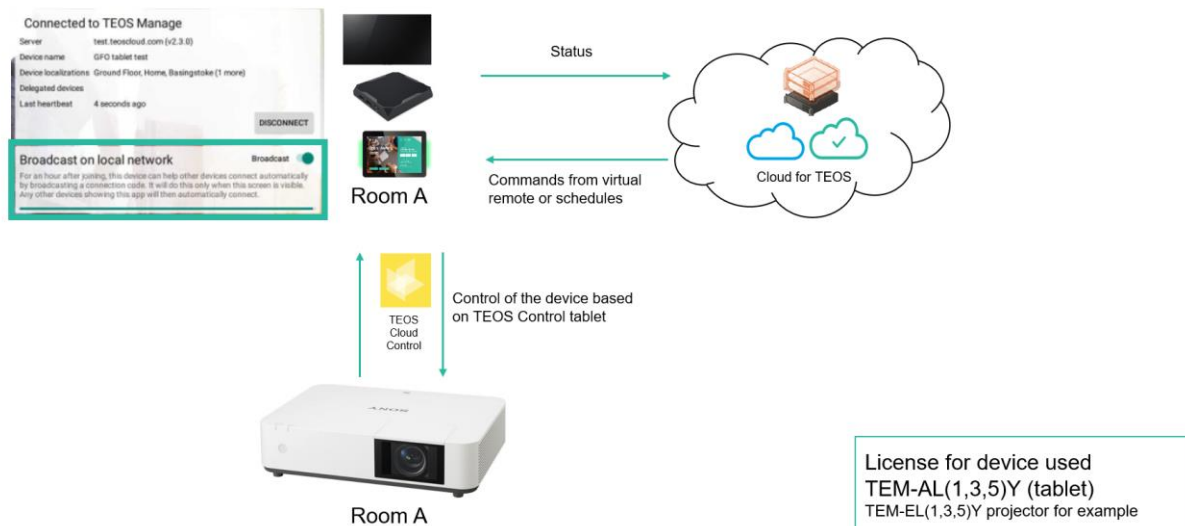 Connected to TEOS Manage
Server test.teoscloud.com (v2.3.0)
Device name GFO tablet test
Device localizations Ground Floor, Home, Basingstoke (1 more)
Delegated devices
Last heartbeat 4 seconds ago
DISCONNECT
Broadcast on local network Broadcast
For an hour after joining, this device can help other devices connect automatically
by broadcasting a connection code. It will do this only when this screen is visible.
Any other devices showing this app will then automatically connect.
Room A
Status
Commands from virtual
remote or schedules
Cloud for TEOS
TEOS
Cloud
Control
Control of the device based
on TEOS Control tablet
SONY
Room A
License for device used
TEM-AL(1,3,5)Y (tablet)
TEM-EL(1,3,5)Y projector for example